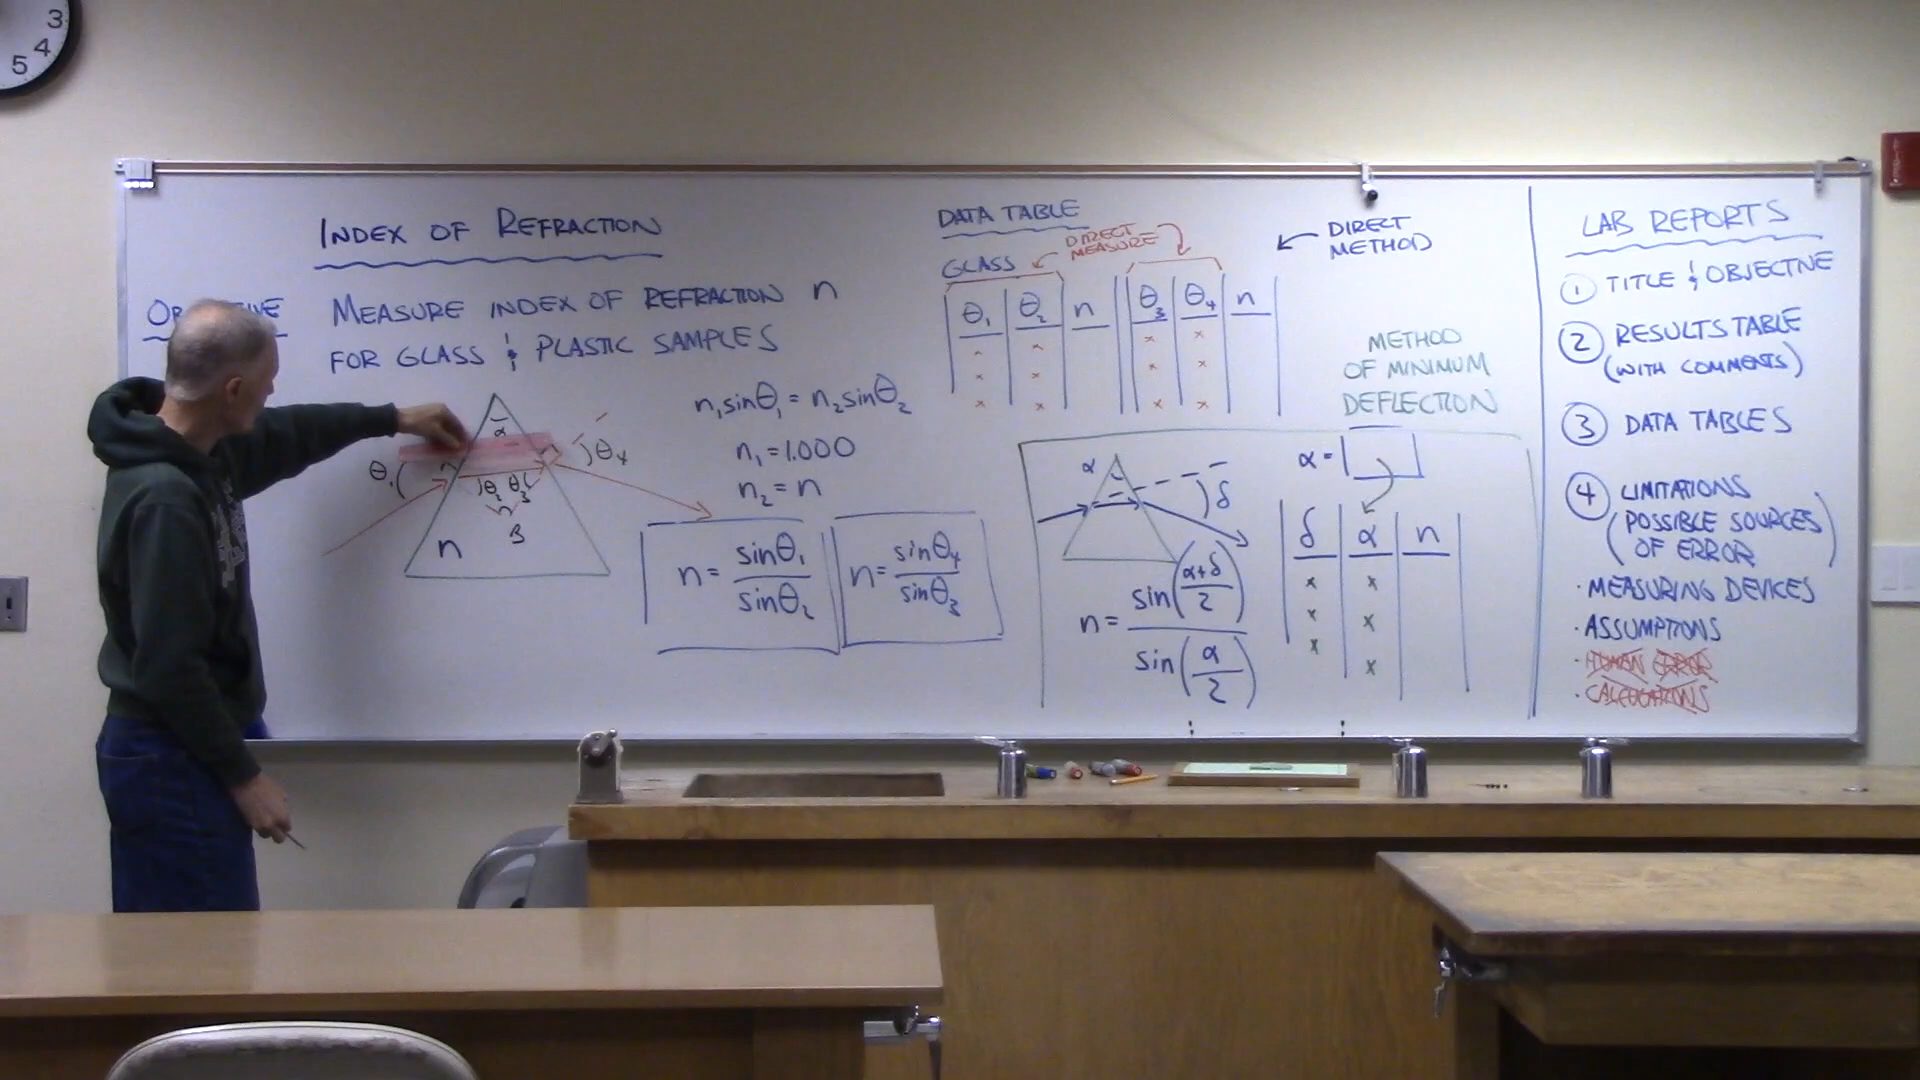 3
4
5
INDEX OF REFRACTION
MEASURE INDEX OF REFRACTION n
FOR GLASS & PLASTIC SAMPLES
α
θ₁
θ₂ θ₃
θ₄
β
n
n₁sinθ₁ = n₂sinθ₂
n₁ = 1.000
n₂ = n
n = sinθ₁ / sinθ₂
n = sinθ₄ / sinθ₃
DATA TABLE
DIRECT
MEASURE
DIRECT
METHOD
GLASS
θ₁ θ₂ n θ₃ θ₄ n
x x x x
x x x x
x x x x
METHOD
OF MINIMUM
DEFLECTION
α
δ
α =
n = sin((α+δ)/2) / sin(α/2)
δ α n
x x
x x
x x
LAB REPORTS
① TITLE & OBJECTIVE
② RESULTS TABLE
(WITH COMMENTS)
③ DATA TABLES
④ LIMITATIONS
(POSSIBLE SOURCES
OF ERROR)
· MEASURING DEVICES
· ASSUMPTIONS
· HUMAN ERROR
· CALCULATIONS